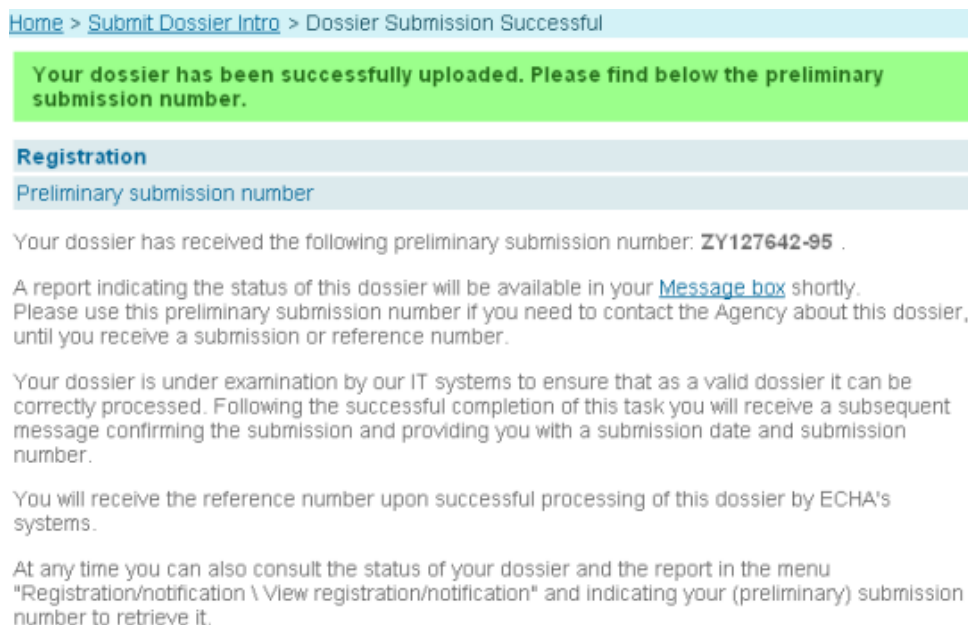 Home > Submit Dossier Intro > Dossier Submission Successful
Your dossier has been successfully uploaded. Please find below the preliminary
submission number.
Registration
Preliminary submission number
Your dossier has received the following preliminary submission number: ZY127642-95 .
A report indicating the status of this dossier will be available in your Message box shortly.
Please use this preliminary submission number if you need to contact the Agency about this dossier,
until you receive a submission or reference number.
Your dossier is under examination by our IT systems to ensure that as a valid dossier it can be
correctly processed. Following the successful completion of this task you will receive a subsequent
message confirming the submission and providing you with a submission date and submission
number.
You will receive the reference number upon successful processing of this dossier by ECHA's
systems.
At any time you can also consult the status of your dossier and the report in the menu
"Registration/notification \ View registration/notification" and indicating your (preliminary) submission
number to retrieve it.